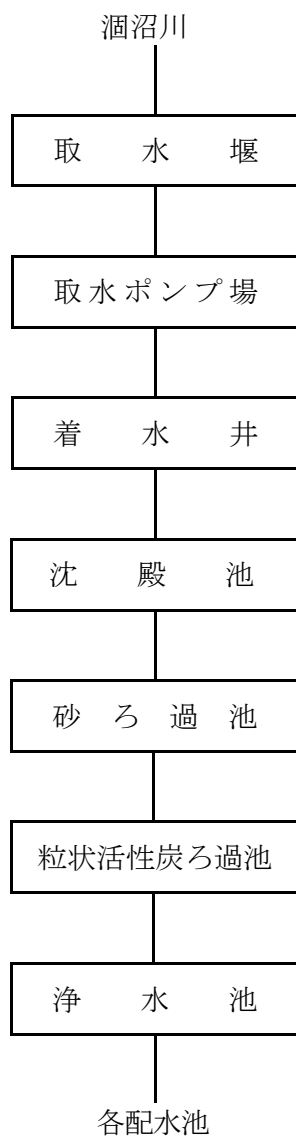 涸沼川
取水堰
取水ポンプ場
着水井
沈殿池
砂ろ過池
粒状活性炭ろ過池
浄水池
各配水池